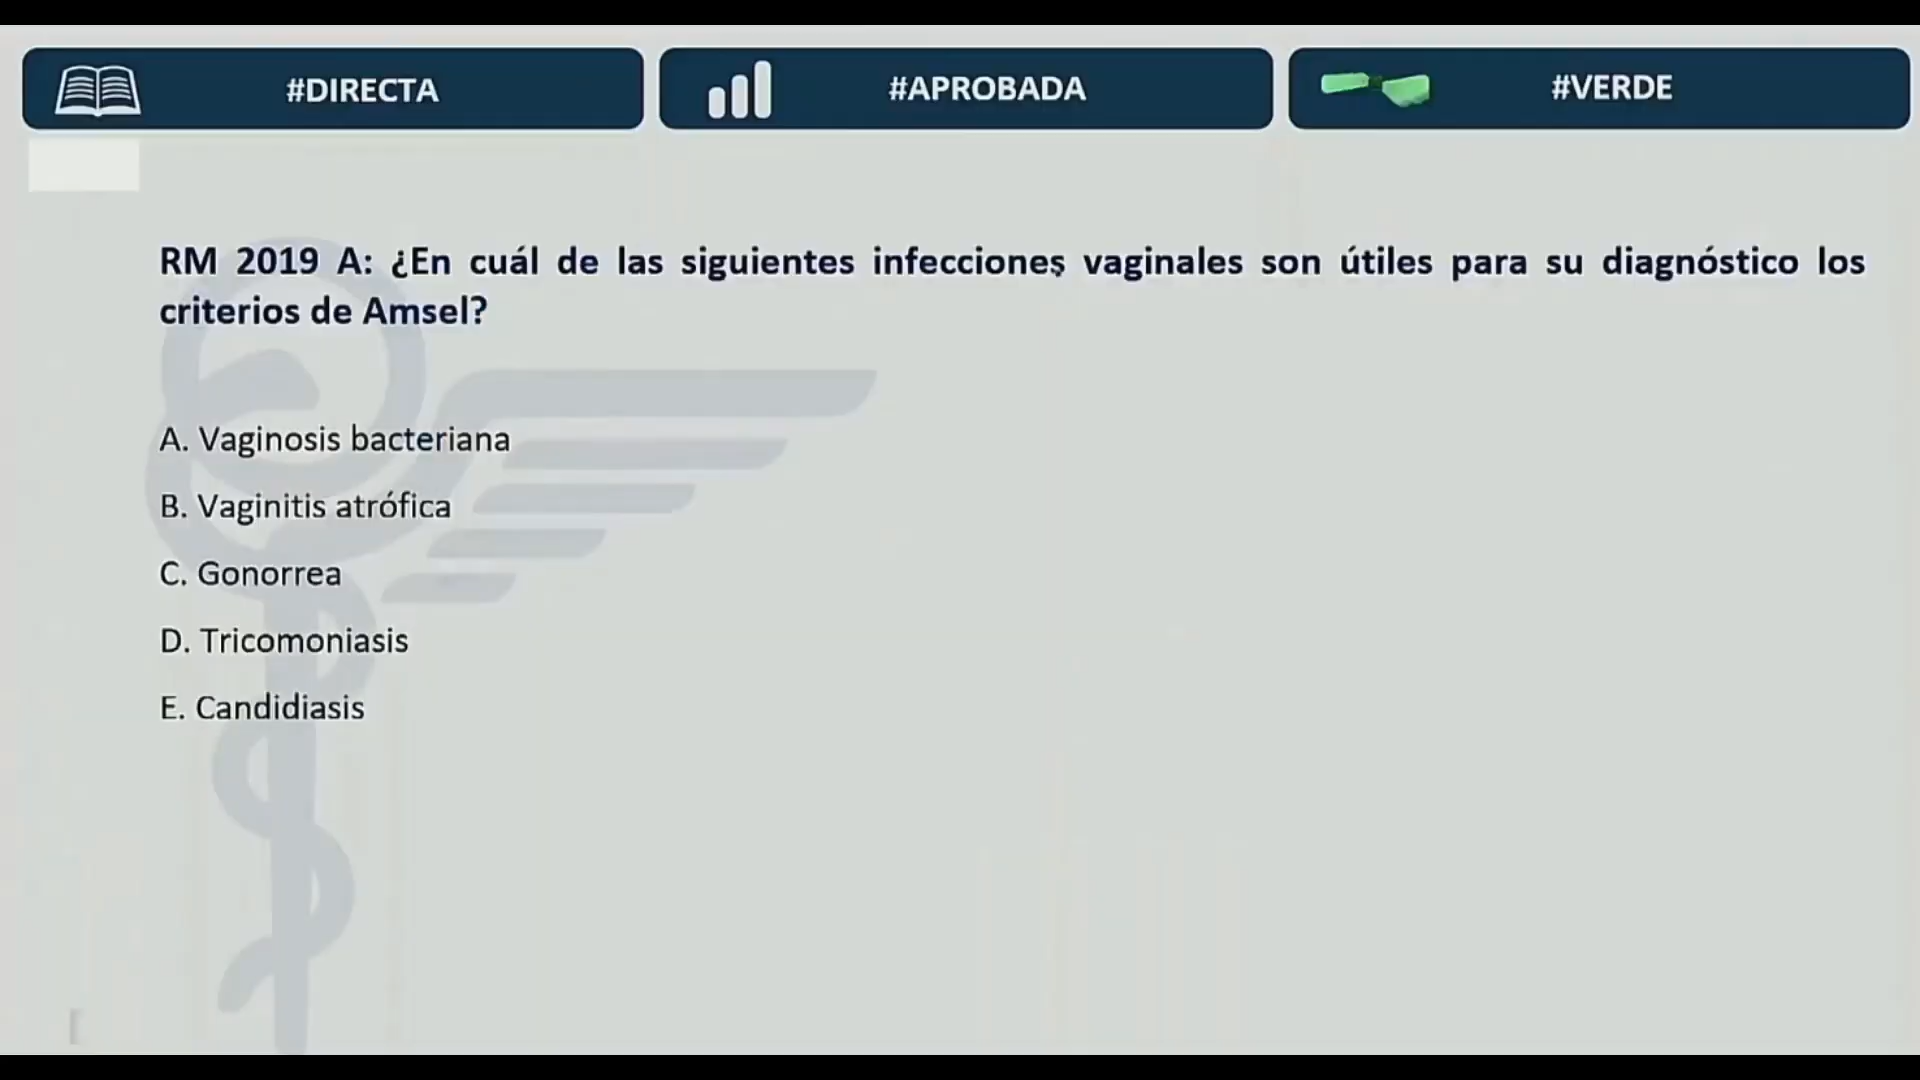 #DIRECTA
#APROBADA
#VERDE
RM 2019 A: ¿En cuál de las siguientes infecciones vaginales son útiles para su diagnóstico los
criterios de Amsel?
A. Vaginosis bacteriana
B. Vaginitis atrófica
C. Gonorrea
D. Tricomoniasis
E. Candidiasis